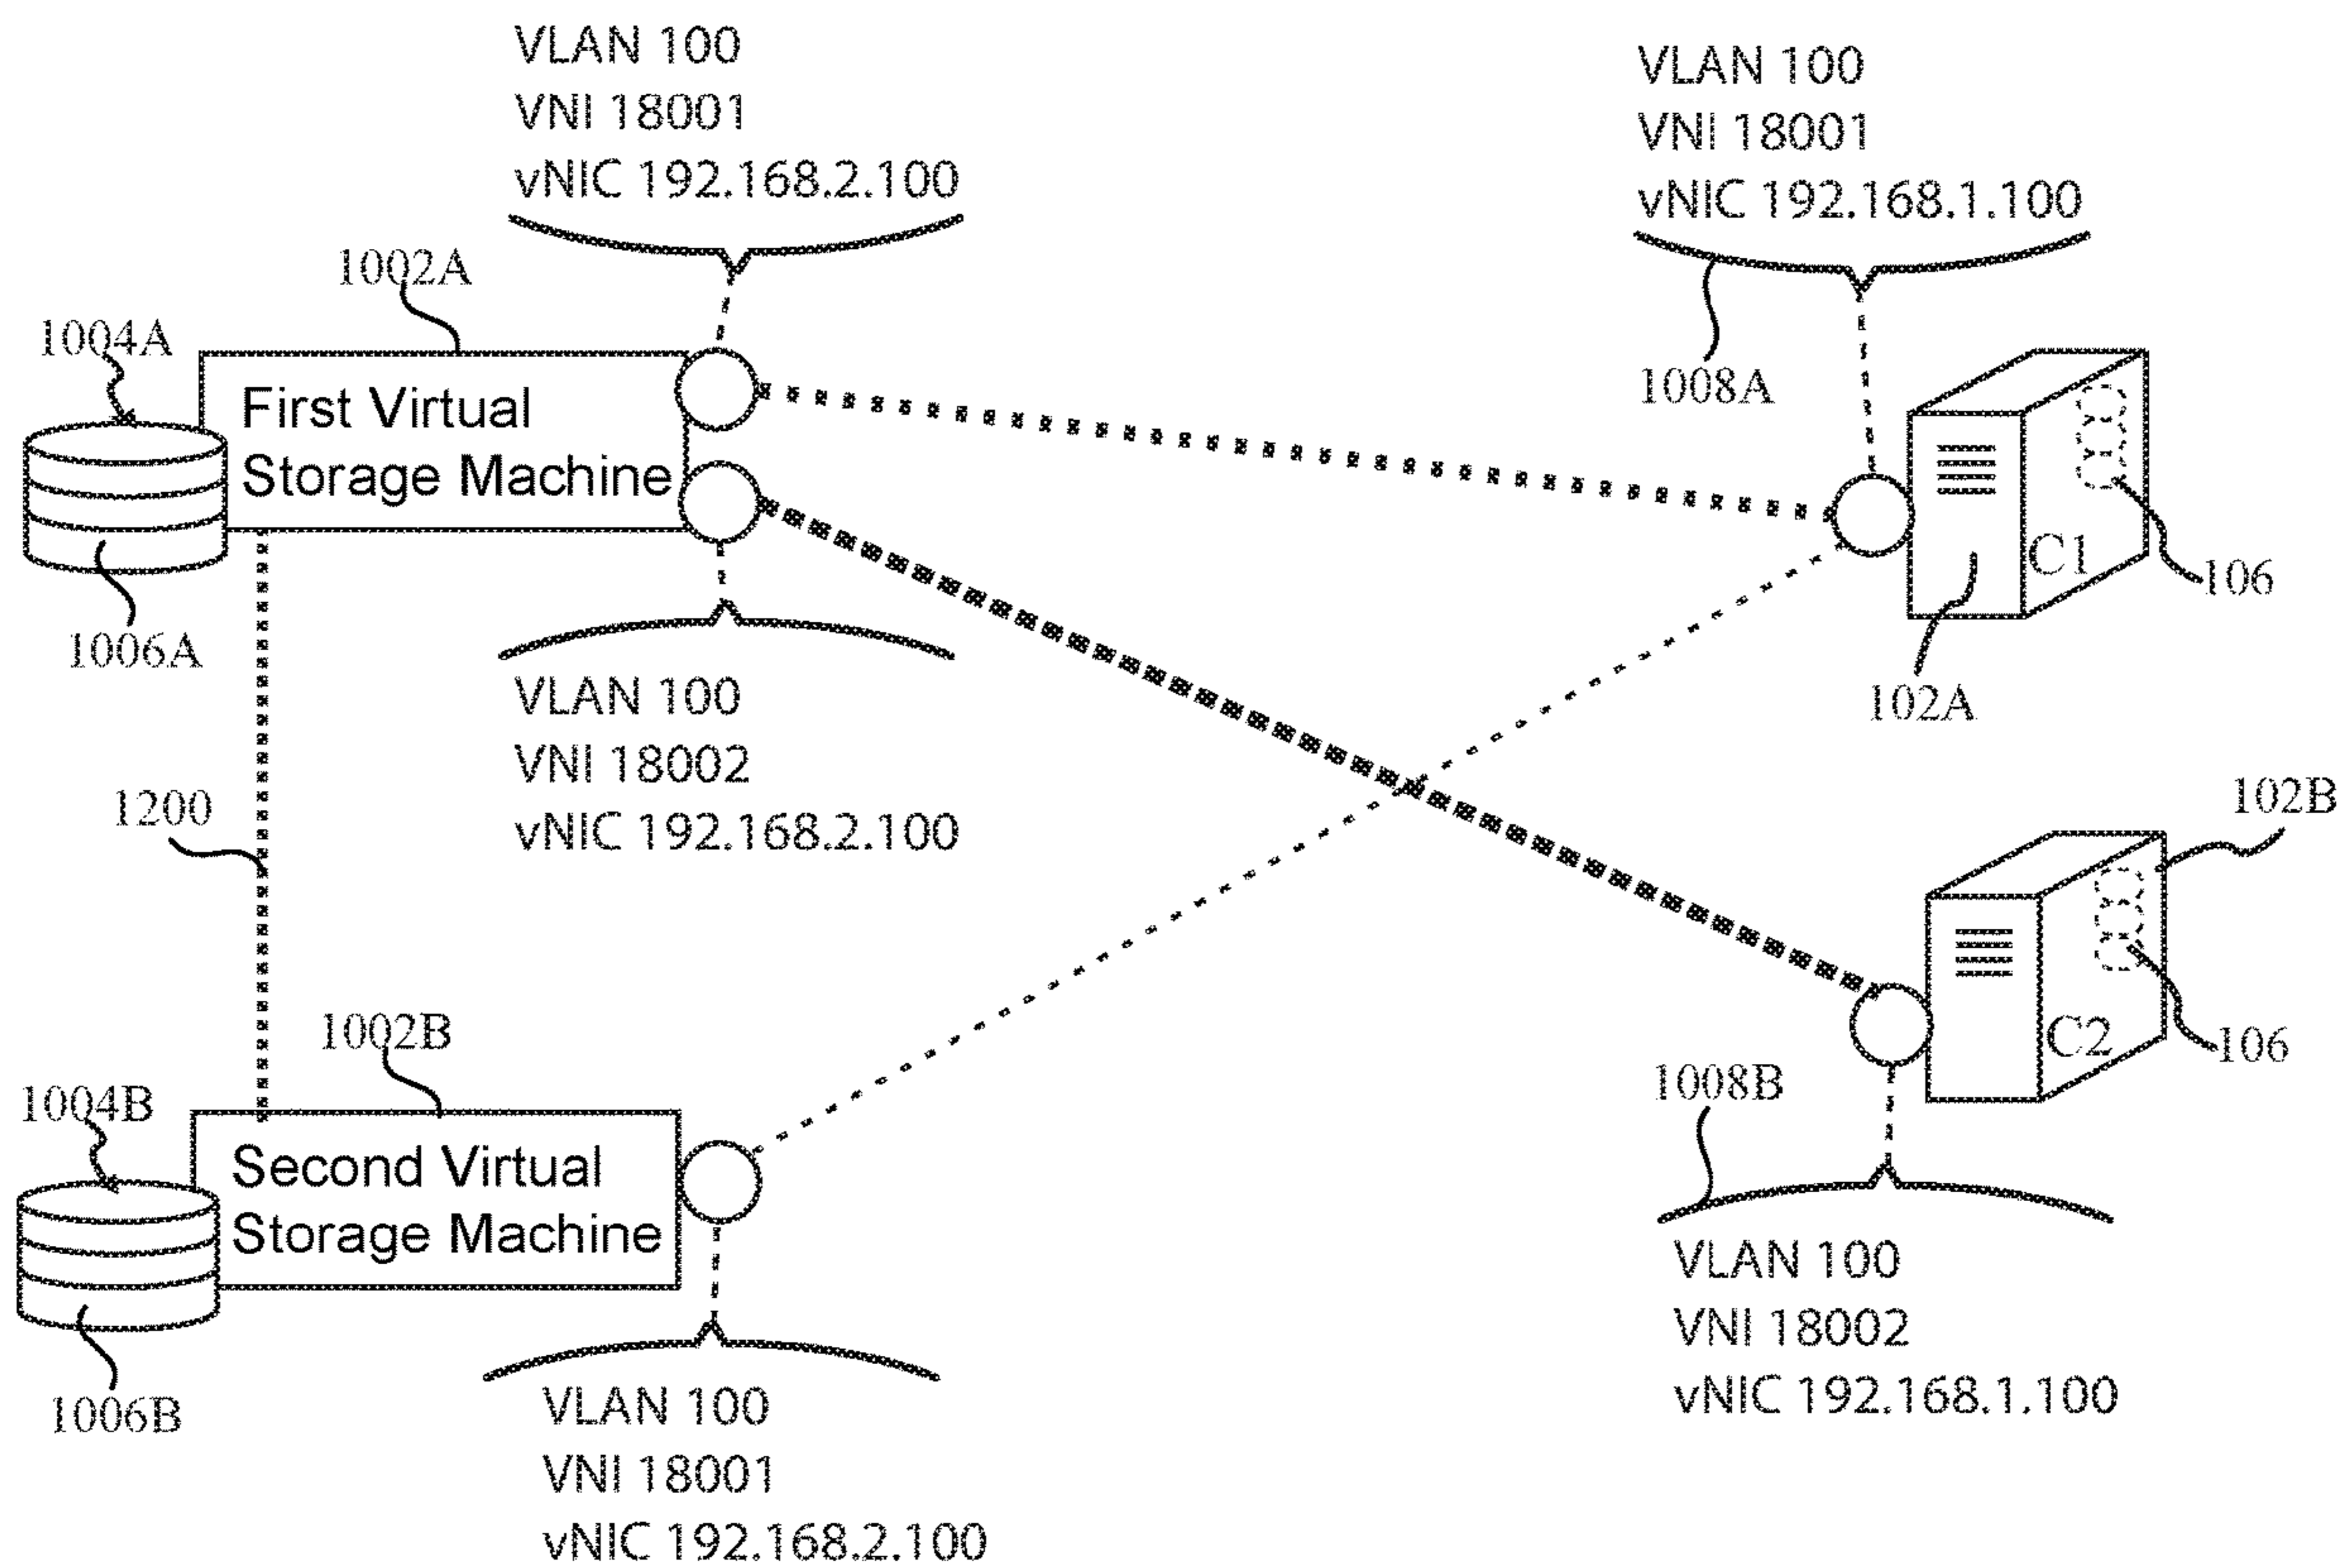 VLAN 100
VNI 18001
vNIC 192.168.2.100
VLAN 100
VNI 18001
vNIC 192.168.1.100
1002A
1004A
First Virtual
Storage Machine
1006A
1008A
C1
106
102A
VLAN 100
VNI 18002
vNIC 192.168.2.100
1200
102B
C2
106
1002B
1004B
Second Virtual
Storage Machine
1006B
1008B
VLAN 100
VNI 18002
vNIC 192.168.1.100
VLAN 100
VNI 18001
vNIC 192.168.2.100